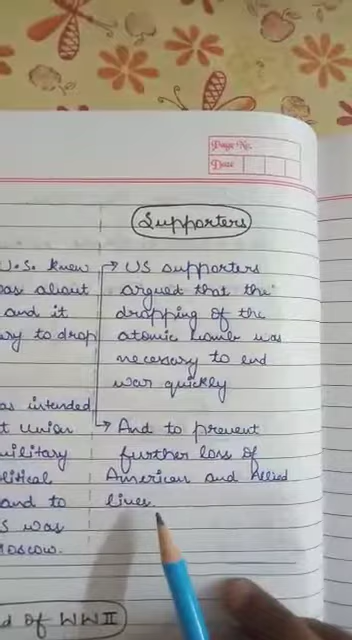 Page No.
Date
Supporters
U.S. knew
was about
and it
to drop
as intended
t union
military
olitical
and to
S was
Moscow.
→ US supporters
argued that the
dropping of the
atomic bomb was
necessary to end
war quickly
→ And to prevent
further loss of
American and Allied
lives.
d of WW II